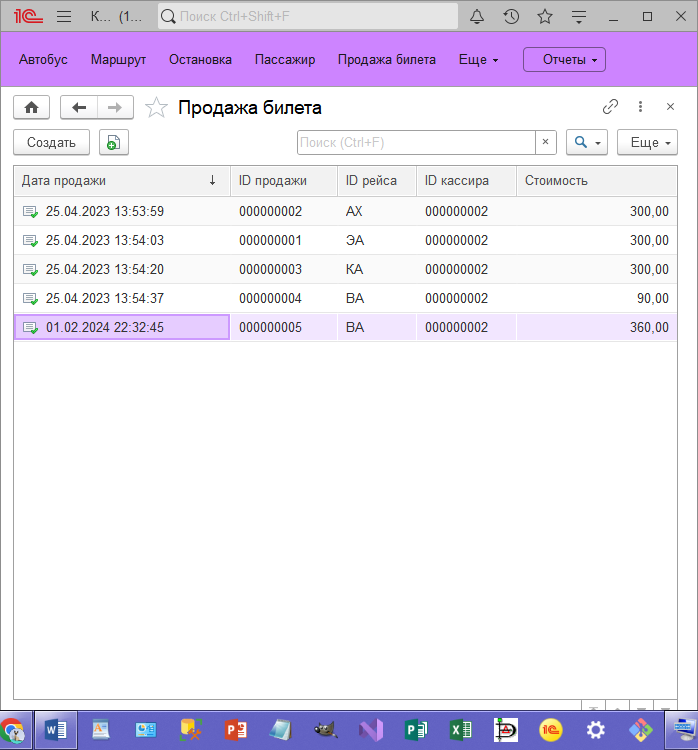 1С К... (1... Поиск Ctrl+Shift+F
Автобус Маршрут Остановка Пассажир Продажа билета Еще Отчеты
Продажа билета
Создать Поиск (Ctrl+F) × Еще
Дата продажи ↓ ID продажи ID рейса ID кассира Стоимость
25.04.2023 13:53:59 000000002 АХ 000000002 300,00
25.04.2023 13:54:03 000000001 ЭА 000000002 300,00
25.04.2023 13:54:20 000000003 КА 000000002 300,00
25.04.2023 13:54:37 000000004 ВА 000000002 90,00
01.02.2024 22:32:45 000000005 ВА 000000002 360,00